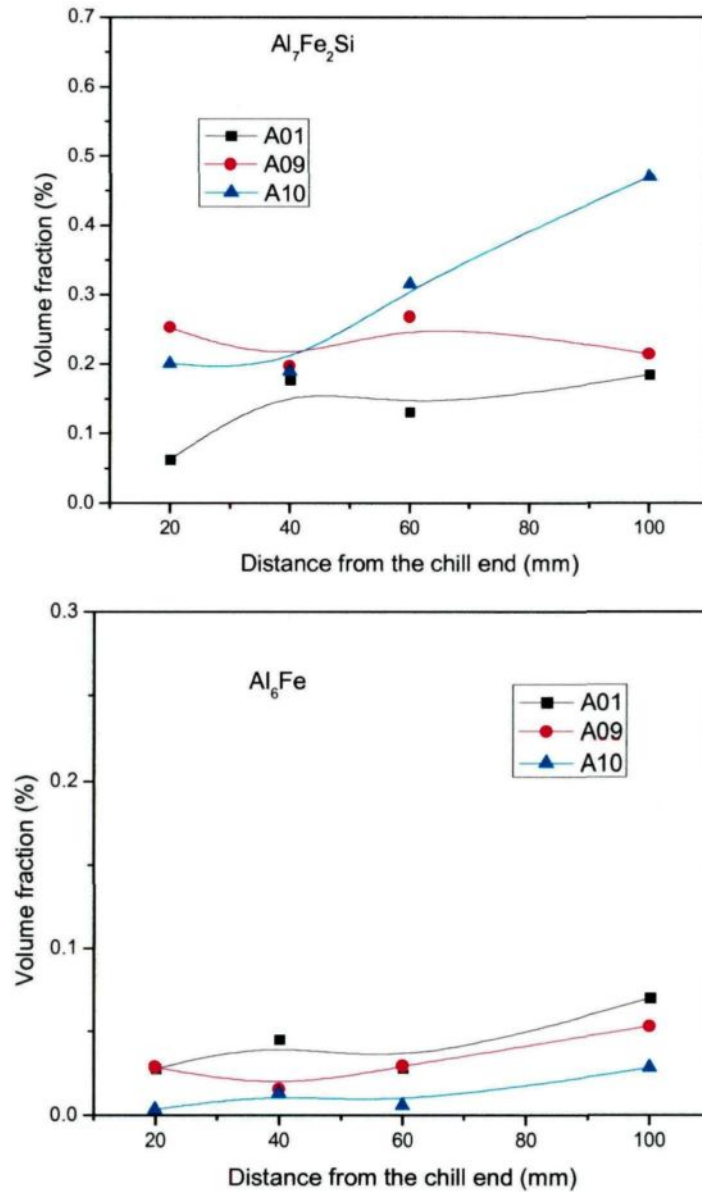 Al₇Fe₂Si
A01
A09
A10
Volume fraction (%)
0.7
0.6
0.5
0.4
0.3
0.2
0.1
0.0
20
40
60
80
100
Distance from the chill end (mm)
Al₆Fe
A01
A09
A10
Volume fraction (%)
0.3
0.2
0.1
0.0
20
40
60
80
100
Distance from the chill end (mm)